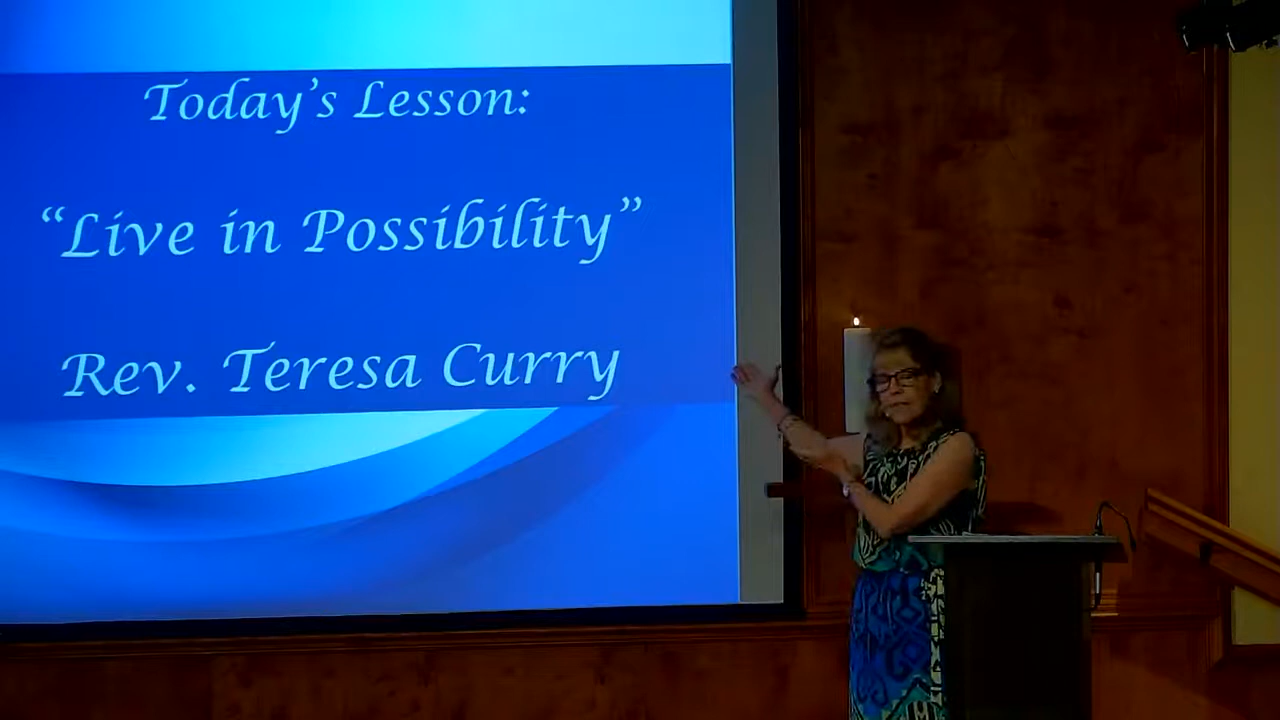 Today's Lesson:
“Live in Possibility”
Rev. Teresa Curry